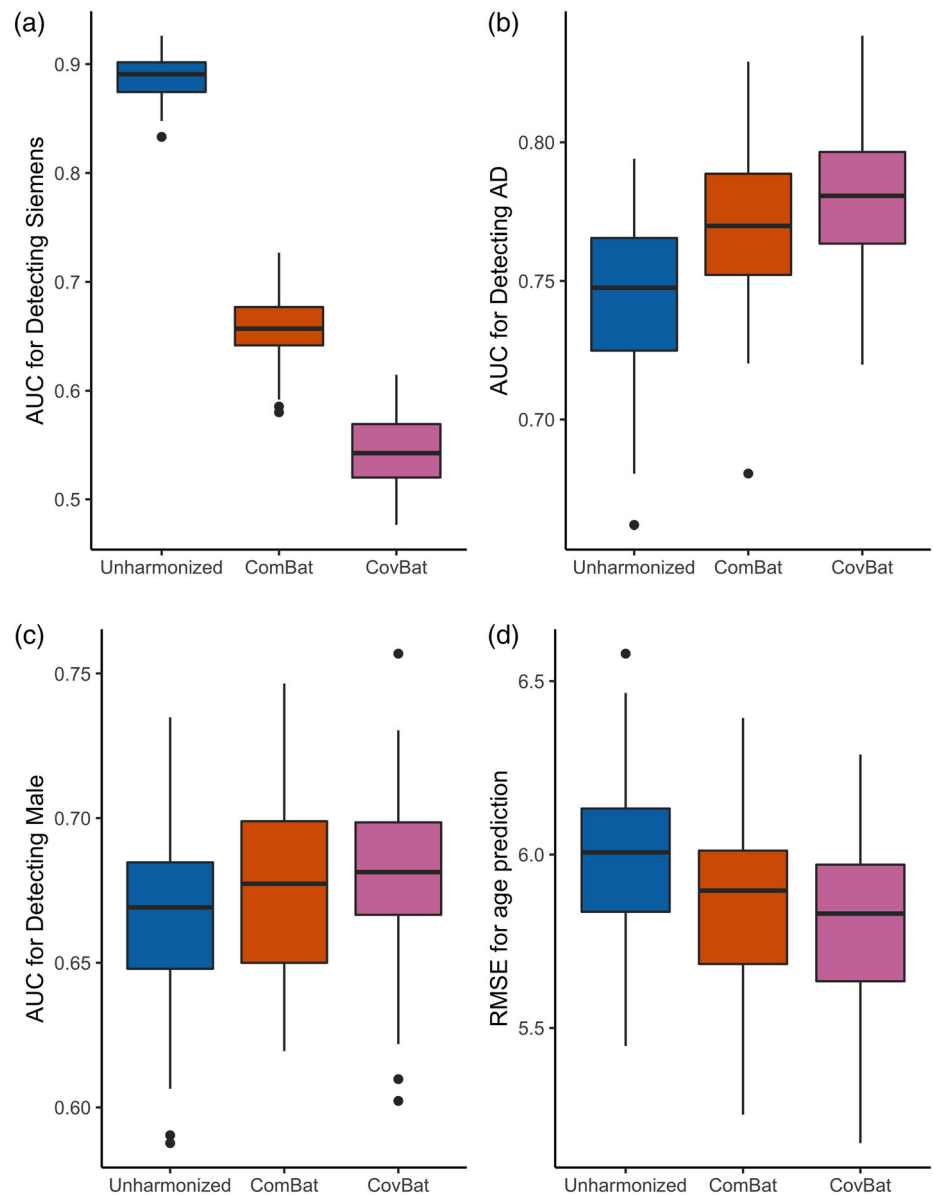 (a)
AUC for Detecting Siemens
0.9
0.8
0.7
0.6
0.5
Unharmonized ComBat CovBat
(b)
AUC for Detecting AD
0.80
0.75
0.70
Unharmonized ComBat CovBat
(c)
AUC for Detecting Male
0.75
0.70
0.65
0.60
Unharmonized ComBat CovBat
(d)
RMSE for age prediction
6.5
6.0
5.5
Unharmonized ComBat CovBat